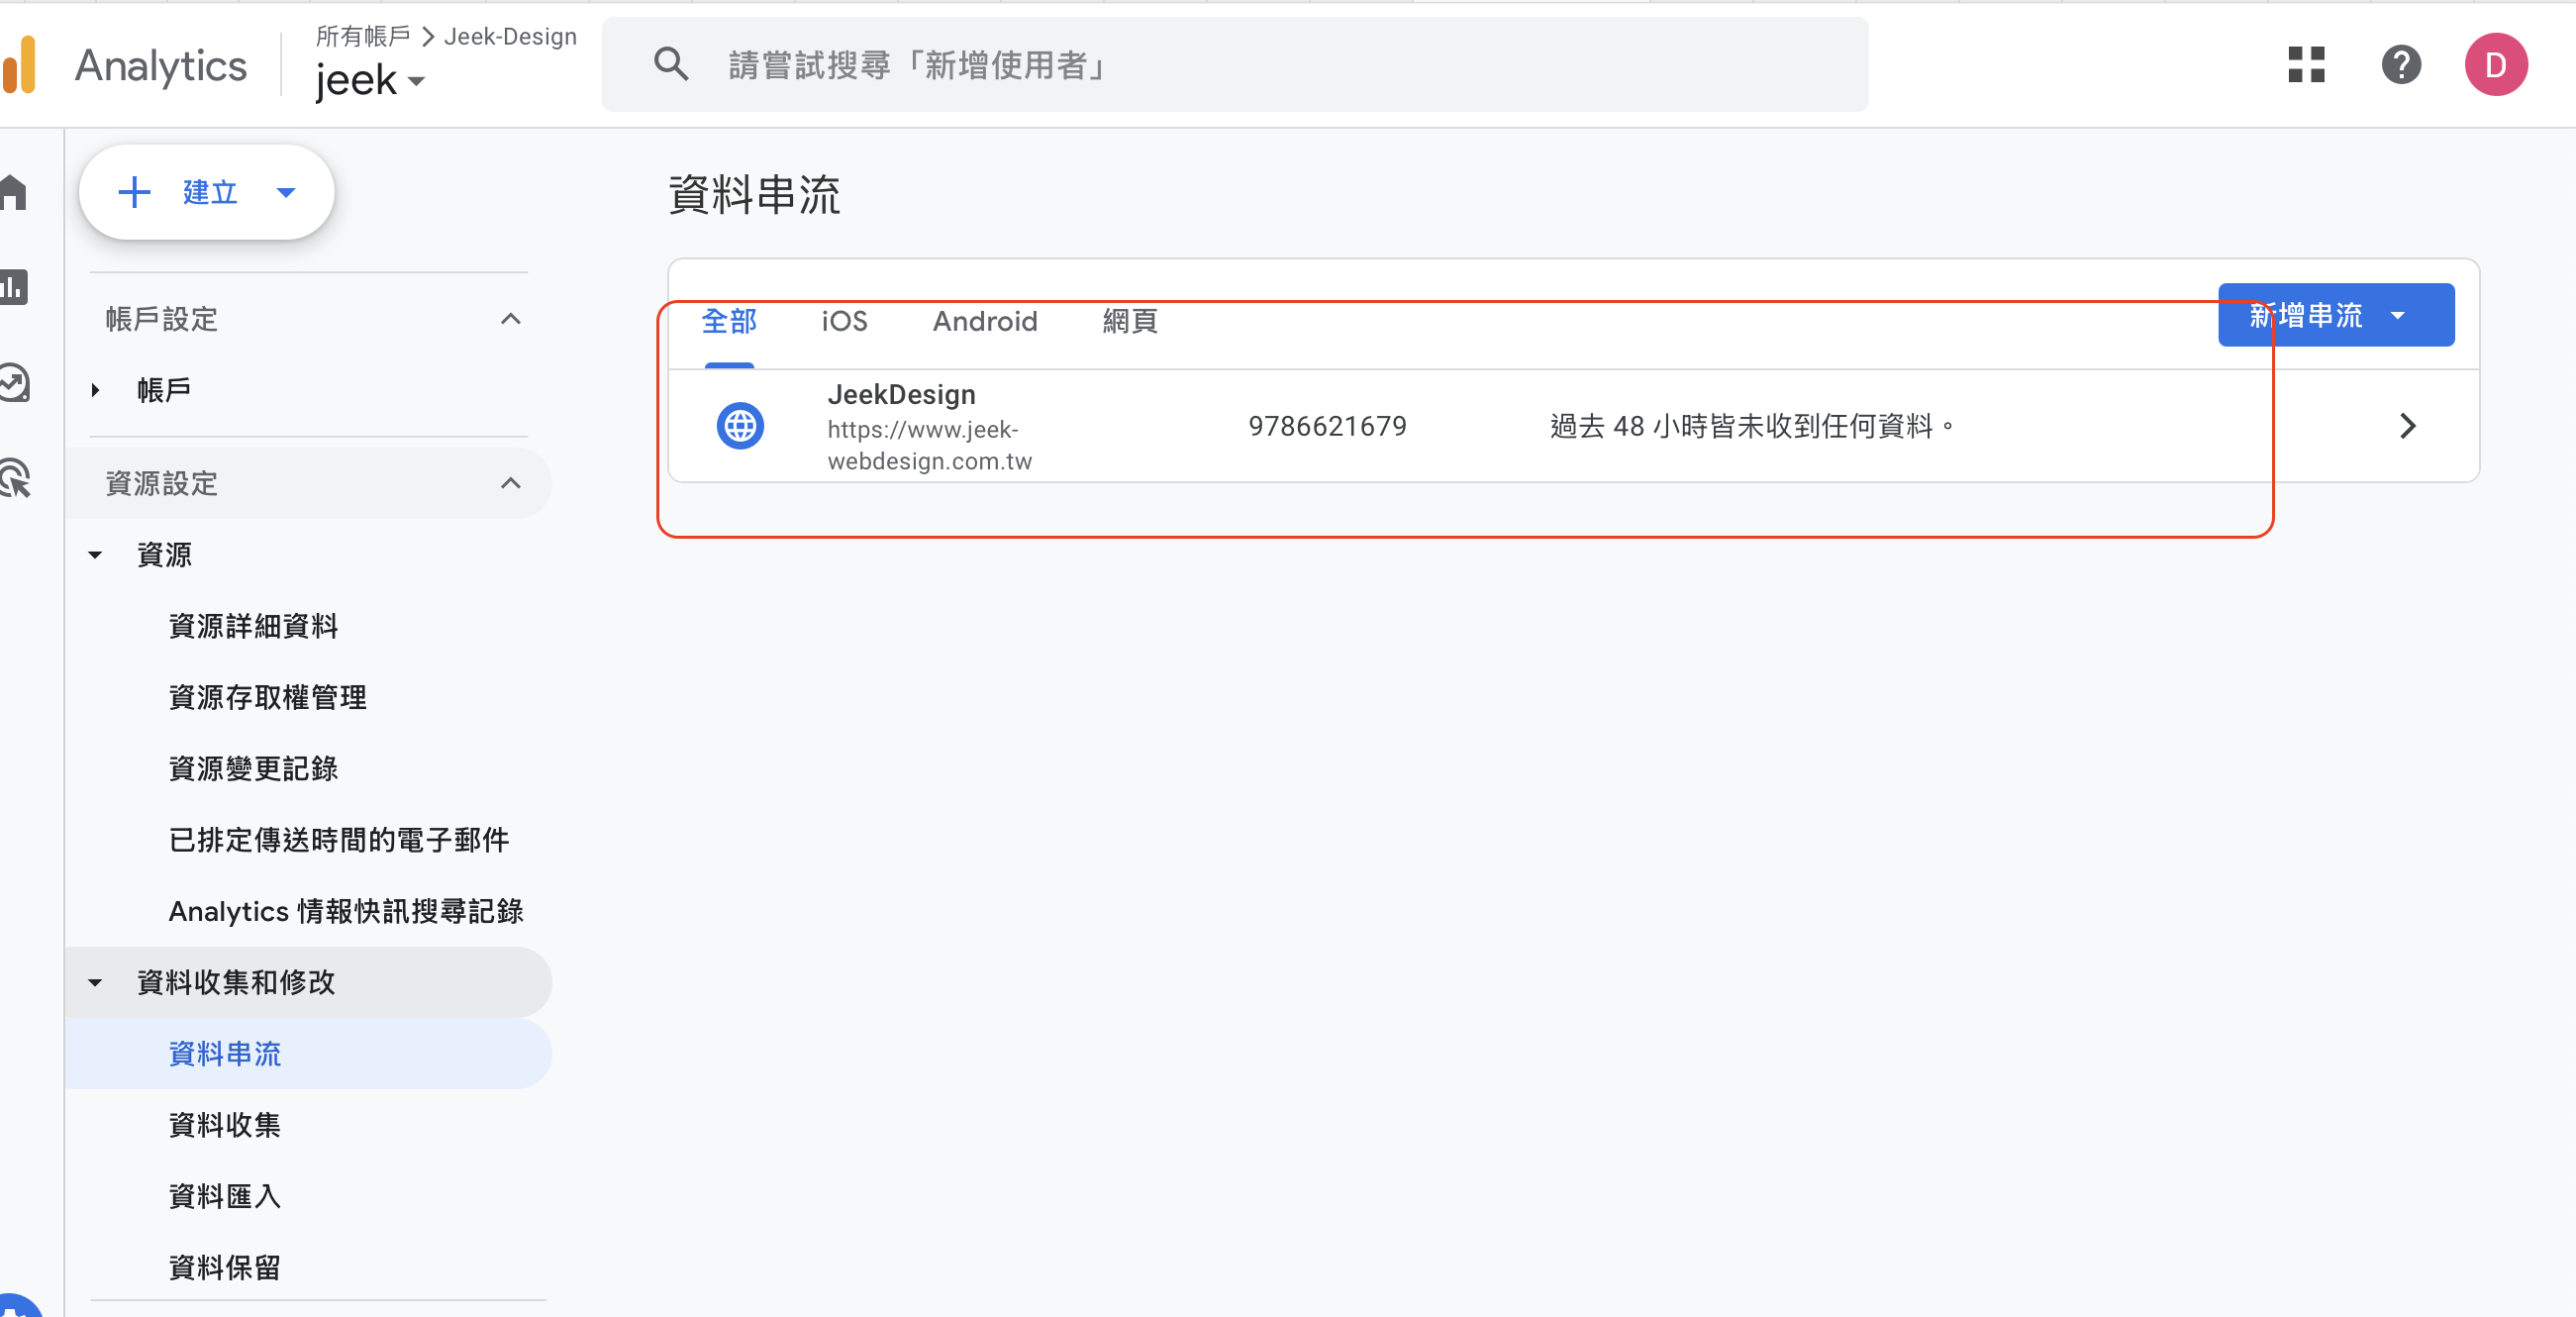 Analytics
所有帳戶 > Jeek-Design
jeek
請嘗試搜尋「新增使用者」
D
建立
帳戶設定
帳戶
資源設定
資源
資源詳細資料
資源存取權管理
資源變更記錄
已排定傳送時間的電子郵件
Analytics 情報快訊搜尋記錄
資料收集和修改
資料串流
資料收集
資料匯入
資料保留
資料串流
全部 iOS Android 網頁
新增串流
JeekDesign
https://www.jeek-
webdesign.com.tw
9786621679
過去 48 小時皆未收到任何資料。